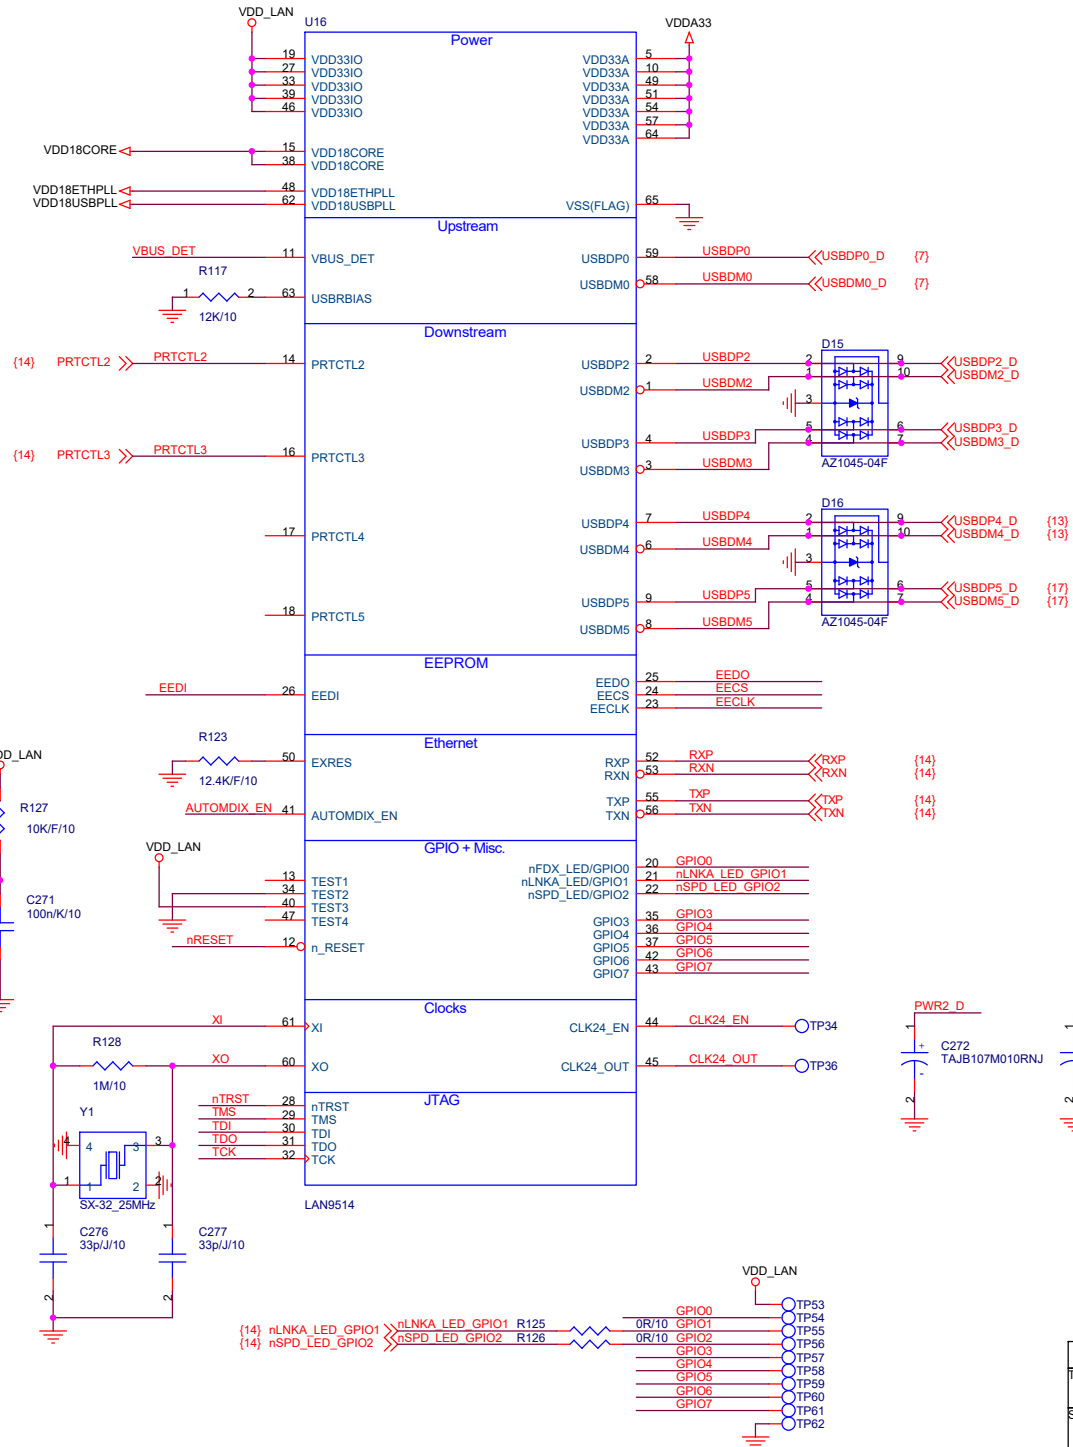 VDD_LAN
U16
VDDA33
Power
19 VDD33IO VDD33A 5
27 VDD33IO VDD33A 10
33 VDD33IO VDD33A 49
39 VDD33IO VDD33A 51
46 VDD33IO VDD33A 54
VDD33A 57
VDD33A 64
VDD18CORE 15 VDD18CORE
38 VDD18CORE
VDD18ETHPLL 48 VDD18ETHPLL
VDD18USBPLL 62 VDD18USBPLL VSS(FLAG) 65
Upstream
VBUS_DET 11 VBUS_DET USBDP0 59 USBDP0 USBDP0_D {7}
R117
USBDM0 58 USBDM0 USBDM0_D {7}
1 2 63 USBRBIAS
12K/10
Downstream
D15
{14} PRTCTL2 PRTCTL2 14 PRTCTL2 USBDP2 2 USBDP2 2 9 USBDP2_D
USBDM2 1 USBDM2 1 10 USBDM2_D
3
USBDP3 4 USBDP3 5 6 USBDP3_D
{14} PRTCTL3 PRTCTL3 16 PRTCTL3 USBDM3 3 USBDM3 4 7 USBDM3_D
AZ1045-04F
D16
17 PRTCTL4 USBDP4 7 USBDP4 2 9 USBDP4_D {13}
USBDM4 6 USBDM4 1 10 USBDM4_D {13}
3
USBDP5 9 USBDP5 5 6 USBDP5_D {17}
18 PRTCTL5 USBDM5 8 USBDM5 4 7 USBDM5_D {17}
AZ1045-04F
EEPROM
EEDI 26 EEDI EEDO 25 EEDO
EECS 24 EECS
EECLK 23 EECLK
R123
Ethernet
50 EXRES RXP 52 RXP RXP {14}
12.4K/F/10 RXN 53 RXN RXN {14}
TXP 55 TXP TXP {14}
AUTOMDIX_EN 41 AUTOMDIX_EN TXN 56 TXN TXN {14}
R127
10K/F/10
VDD_LAN
GPIO + Misc.
nFDX_LED/GPIO0 20 GPIO0
13 TEST1 nLNKA_LED/GPIO1 21 nLNKA_LED_GPIO1
34 TEST2 nSPD_LED/GPIO2 22 nSPD_LED_GPIO2
40 TEST3
47 TEST4 GPIO3 35 GPIO3
GPIO4 36 GPIO4
nRESET 12 n_RESET GPIO5 37 GPIO5
GPIO6 42 GPIO6
GPIO7 43 GPIO7
C271
100n/K/10
Clocks
XI 61 XI CLK24_EN 44 CLK24_EN TP34
R128
XO 60 XO CLK24_OUT 45 CLK24_OUT TP36
1M/10
PWR2_D
1
+ C272
TAJB107M010RNJ
-
2
1
2
JTAG
nTRST 28 nTRST
TMS 29 TMS
TDI 30 TDI
TDO 31 TDO
TCK 32 TCK
Y1
4 4 3 3
1 1 2 2
SX-32_25MHz
LAN9514
1 C276
33p/J/10
2
1 C277
33p/J/10
2
VDD_LAN
TP53
GPIO0 TP54
{14} nLNKA_LED_GPIO1 nLNKA_LED_GPIO1 R125 0R/10 GPIO1 TP55
{14} nSPD_LED_GPIO2 nSPD_LED_GPIO2 R126 0R/10 GPIO2 TP56
GPIO3 TP57
GPIO4 TP58
GPIO5 TP59
GPIO6 TP60
GPIO7 TP61
TP62